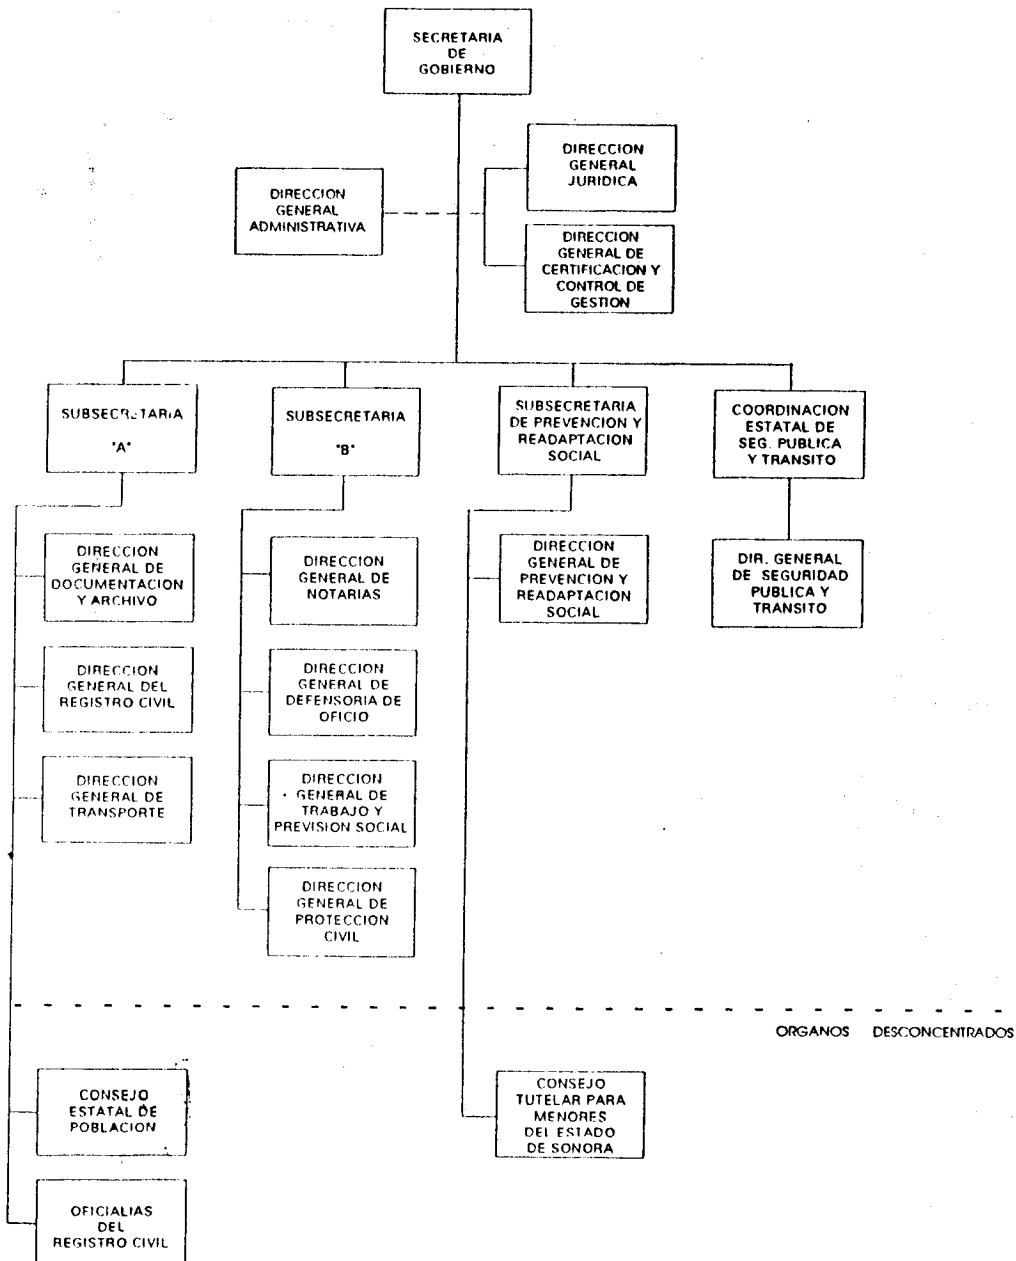 SECRETARIA
DE
GOBIERNO
DIRECCION
GENERAL
JURIDICA
DIRECCION
GENERAL
ADMINISTRATIVA
DIRECCION
GENERAL DE
CERTIFICACION Y
CONTROL DE
GESTION
SUBSECRETARIA
"A"
SUBSECRETARIA
"B"
SUBSECRETARIA
DE PREVENCION Y
READAPTACION
SOCIAL
COORDINACION
ESTATAL DE
SEG. PUBLICA
Y TRANSITO
DIRECCION
GENERAL DE
DOCUMENTACION
Y ARCHIVO
DIRECCION
GENERAL DE
NOTARIAS
DIRECCION
GENERAL DE
PREVENCION Y
READAPTACION
SOCIAL
DIR. GENERAL
DE SEGURIDAD
PUBLICA Y
TRANSITO
DIRECCION
GENERAL DEL
REGISTRO CIVIL
DIRECCION
GENERAL DE
DEFENSORIA DE
OFICIO
DIRECCION
GENERAL DE
TRANSPORTE
DIRECCION
GENERAL DE
TRABAJO Y
PREVISION SOCIAL
DIRECCION
GENERAL DE
PROTECCION
CIVIL
ORGANOS DESCONCENTRADOS
CONSEJO
ESTATAL DE
POBLACION
CONSEJO
TUTELAR PARA
MENORES
DEL ESTADO
DE SONORA
OFICIALIAS
DEL
REGISTRO CIVIL